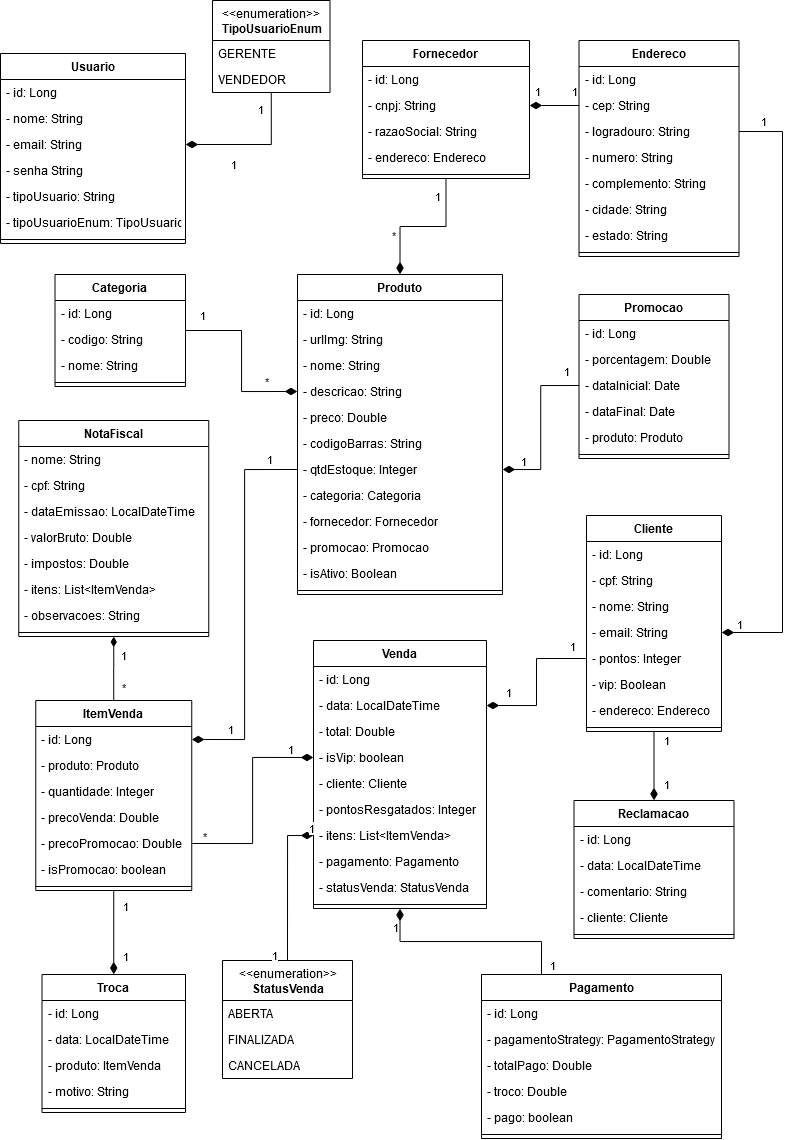 <<enumeration>>
TipoUsuarioEnum
GERENTE
VENDEDOR
1
1
Usuario
- id: Long
- nome: String
- email: String
- senha String
- tipoUsuario: String
- tipoUsuarioEnum: TipoUsuario
Fornecedor
- id: Long
- cnpj: String
- razaoSocial: String
- endereco: Endereco
1
1
1
*
Endereco
- id: Long
- cep: String
- logradouro: String
- numero: String
- complemento: String
- cidade: String
- estado: String
1
Categoria
- id: Long
- codigo: String
- nome: String
1
*
Produto
- id: Long
- urlImg: String
- nome: String
- descricao: String
- preco: Double
- codigoBarras: String
- qtdEstoque: Integer
- categoria: Categoria
- fornecedor: Fornecedor
- promocao: Promocao
- isAtivo: Boolean
1
1
1
Promocao
- id: Long
- porcentagem: Double
- dataInicial: Date
- dataFinal: Date
- produto: Produto
NotaFiscal
- nome: String
- cpf: String
- dataEmissao: LocalDateTime
- valorBruto: Double
- impostos: Double
- itens: List<ItemVenda>
- observacoes: String
1
*
Cliente
- id: Long
- cpf: String
- nome: String
- email: String
- pontos: Integer
- vip: Boolean
- endereco: Endereco
1
1
1
1
1
Venda
- id: Long
- data: LocalDateTime
- total: Double
- isVip: boolean
- cliente: Cliente
- pontosResgatados: Integer
- itens: List<ItemVenda>
- pagamento: Pagamento
- statusVenda: StatusVenda
1
ItemVenda
- id: Long
- produto: Produto
- quantidade: Integer
- precoVenda: Double
- precoPromocao: Double
- isPromocao: boolean
1
1
*
1
1
Reclamacao
- id: Long
- data: LocalDateTime
- comentario: String
- cliente: Cliente
1
1
1
1
<<enumeration>>
StatusVenda
ABERTA
FINALIZADA
CANCELADA
Troca
- id: Long
- data: LocalDateTime
- produto: ItemVenda
- motivo: String
Pagamento
- id: Long
- pagamentoStrategy: PagamentoStrategy
- totalPago: Double
- troco: Double
- pago: boolean